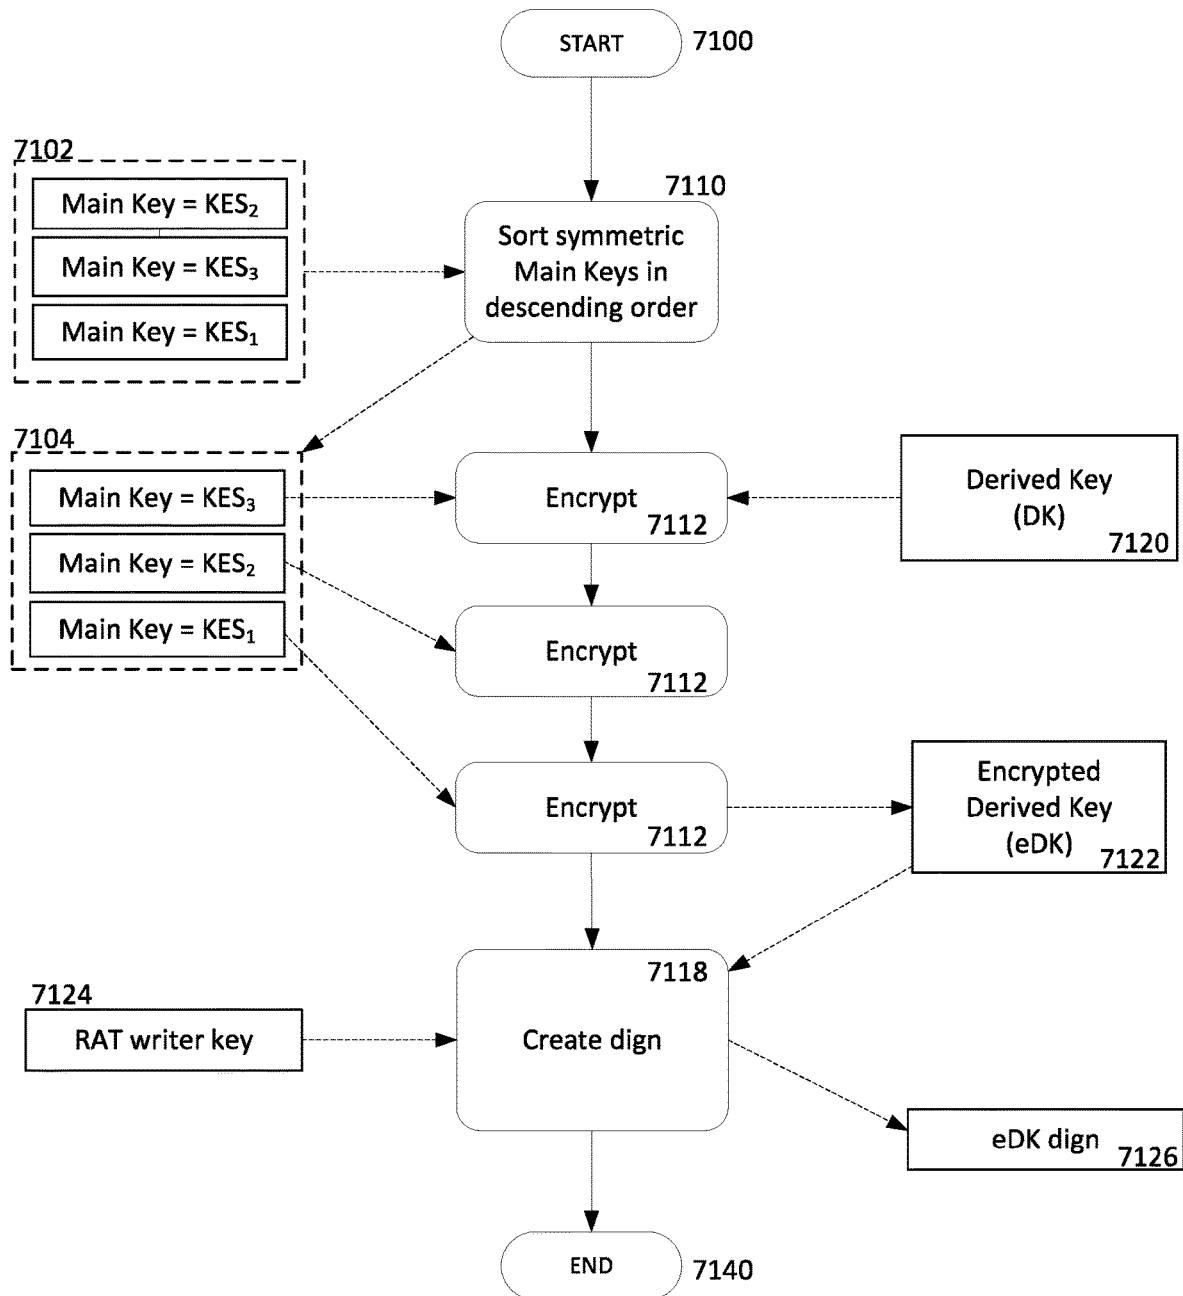 START
7100
7102
Main Key = KES₂
Main Key = KES₃
Main Key = KES₁
7110
Sort symmetric
Main Keys in
descending order
7104
Main Key = KES₃
Main Key = KES₂
Main Key = KES₁
Encrypt
7112
Derived Key
(DK)
7120
Encrypt
7112
Encrypt
7112
Encrypted
Derived Key
(eDK)
7122
7124
RAT writer key
7118
Create dign
eDK dign
7126
END
7140